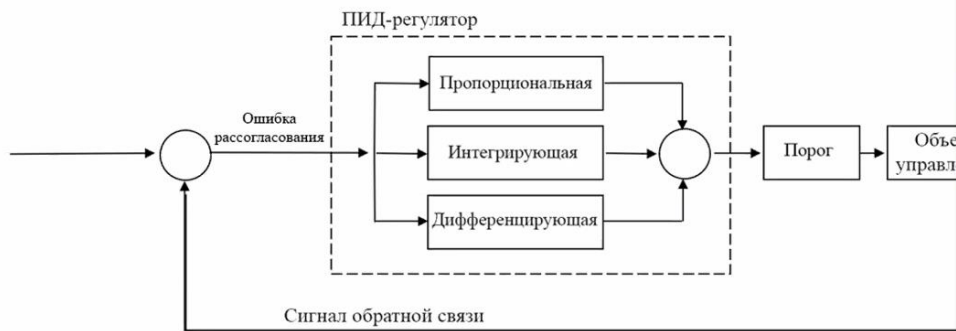 ПИД-регулятор
Пропорциональная
Ошибка
рассогласования
Интегрирующая
Порог
Дифференцирующая
Сигнал обратной связи